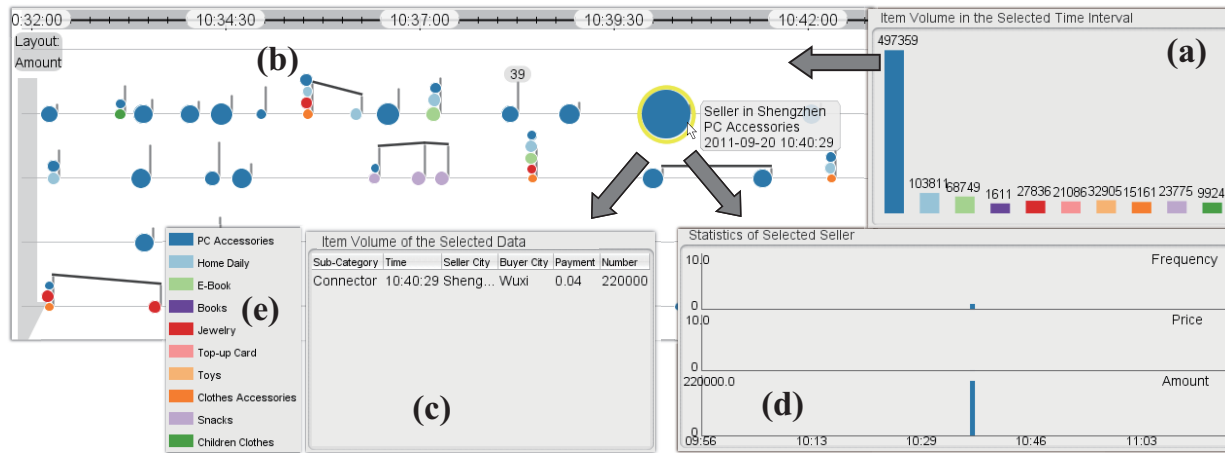 0:32:00 10:34:30 10:37:00 10:39:30 10:42:00
Layout:
Amount
(b)
39
Seller in Shengzhen
PC Accessories
2011-09-20 10:40:29
Item Volume in the Selected Time Interval
497359
(a)
103811 68749 1611 27836 21086 32905 15161 23775 9924
PC Accessories
Home Daily
E-Book
Books
Jewelry
Top-up Card
Toys
Clothes Accessories
Snacks
Children Clothes
(e)
Item Volume of the Selected Data
Sub-Category Time Seller City Buyer City Payment Number
Connector 10:40:29 Sheng... Wuxi 0.04 220000
(c)
Statistics of Selected Seller
10.0
Frequency
0
10.0
Price
0
220000.0
Amount
(d)
0
09:56 10:13 10:29 10:46 11:03